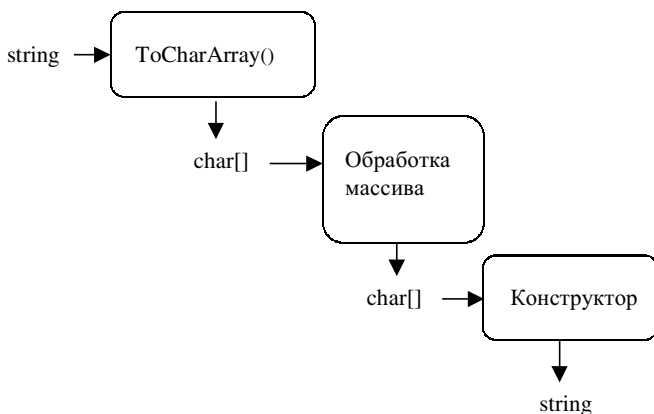 string
ToCharArray()
char[]
Обработка
массива
char[]
Конструктор
string